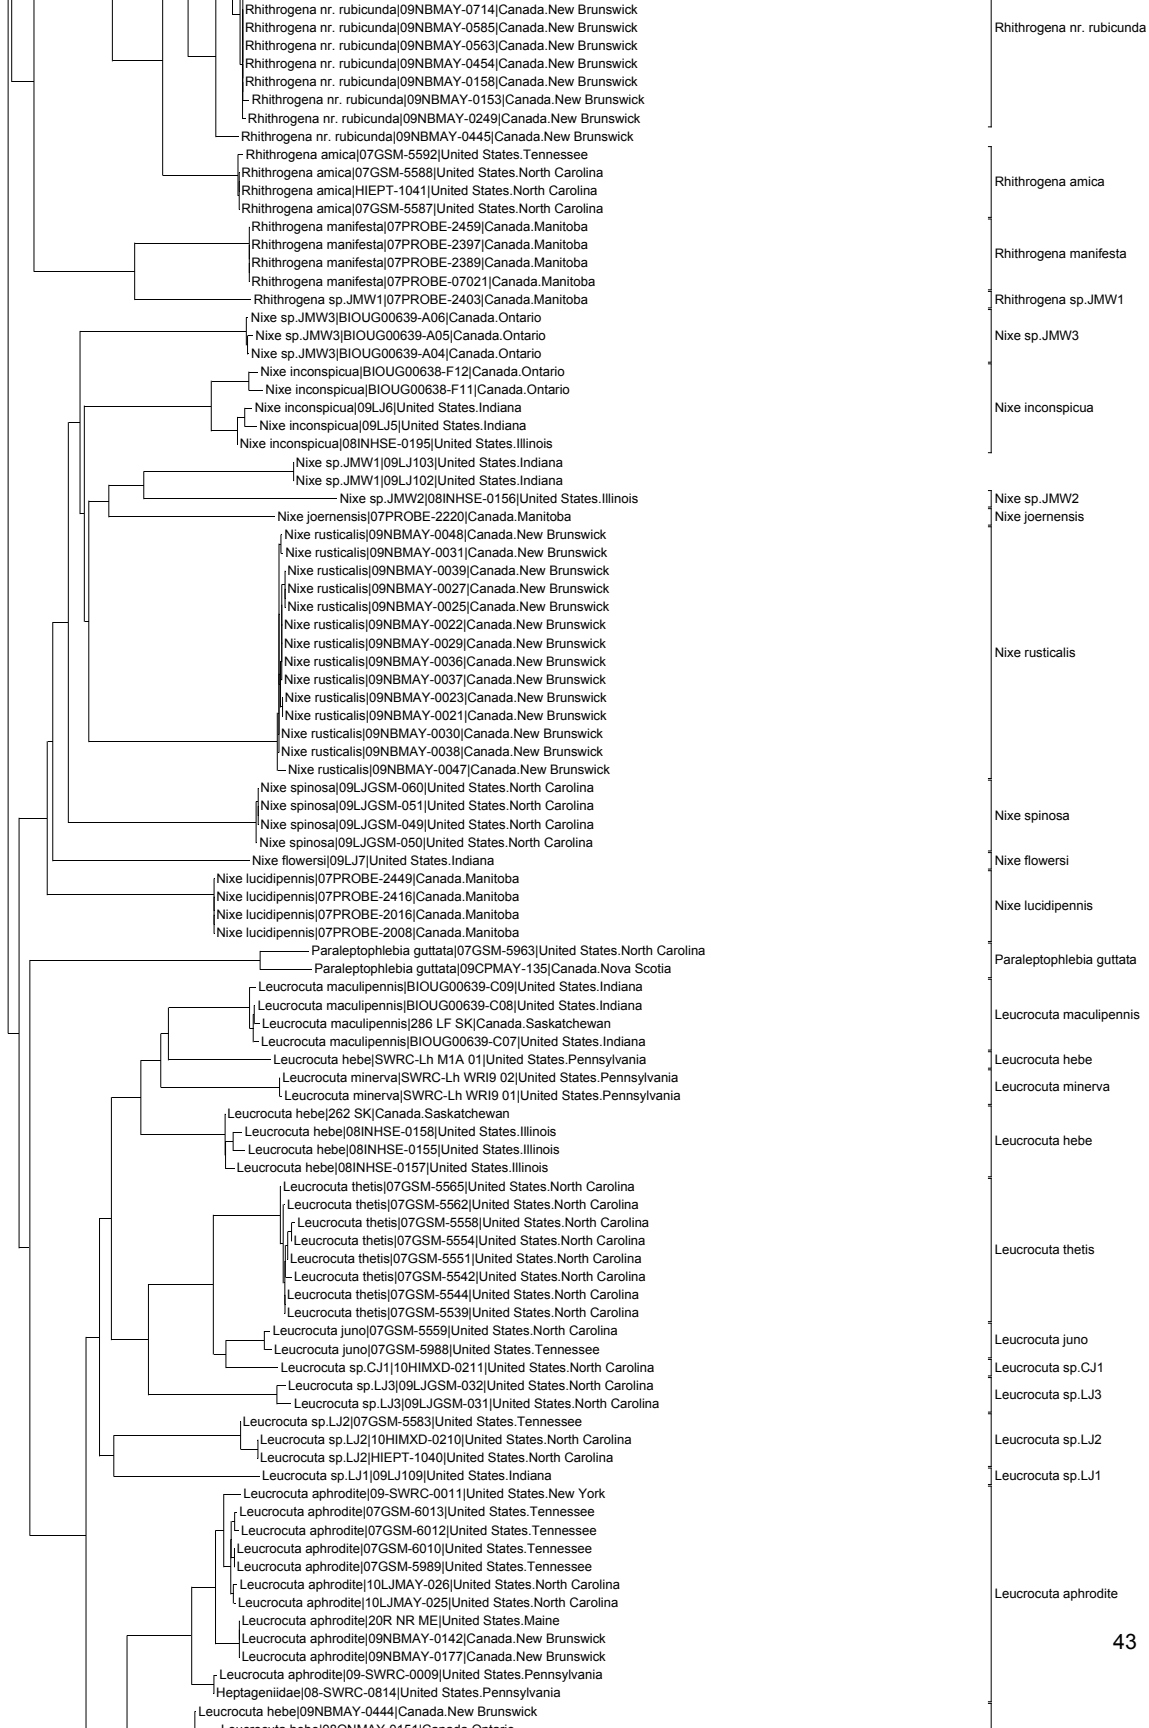 Rhithrogena nr. rubicunda|09NBMAY-0714|Canada.New Brunswick
Rhithrogena nr. rubicunda|09NBMAY-0585|Canada.New Brunswick
Rhithrogena nr. rubicunda
Rhithrogena nr. rubicunda|09NBMAY-0563|Canada.New Brunswick
Rhithrogena nr. rubicunda|09NBMAY-0454|Canada.New Brunswick
Rhithrogena nr. rubicunda|09NBMAY-0158|Canada.New Brunswick
Rhithrogena nr. rubicunda|09NBMAY-0153|Canada.New Brunswick
Rhithrogena nr. rubicunda|09NBMAY-0249|Canada.New Brunswick
Rhithrogena nr. rubicunda|09NBMAY-0445|Canada.New Brunswick
Rhithrogena amica|07GSM-5592|United States.Tennessee
Rhithrogena amica|07GSM-5588|United States.North Carolina
Rhithrogena amica
Rhithrogena amica|HIEPT-1041|United States.North Carolina
Rhithrogena amica|07GSM-5587|United States.North Carolina
Rhithrogena manifesta|07PROBE-2459|Canada.Manitoba
Rhithrogena manifesta|07PROBE-2397|Canada.Manitoba
Rhithrogena manifesta
Rhithrogena manifesta|07PROBE-2389|Canada.Manitoba
Rhithrogena manifesta|07PROBE-07021|Canada.Manitoba
Rhithrogena sp.JMW1|07PROBE-2403|Canada.Manitoba
Rhithrogena sp.JMW1
Nixe sp.JMW3|BIOUG00639-A06|Canada.Ontario
Nixe sp.JMW3|BIOUG00639-A05|Canada.Ontario
Nixe sp.JMW3
Nixe sp.JMW3|BIOUG00639-A04|Canada.Ontario
Nixe inconspicua|BIOUG00638-F12|Canada.Ontario
Nixe inconspicua|BIOUG00638-F11|Canada.Ontario
Nixe inconspicua|09LJ6|United States.Indiana
Nixe inconspicua
Nixe inconspicua|09LJ5|United States.Indiana
Nixe inconspicua|08INHSE-0195|United States.Illinois
Nixe sp.JMW1|09LJ103|United States.Indiana
Nixe sp.JMW1|09LJ102|United States.Indiana
Nixe sp.JMW2|08INHSE-0156|United States.Illinois
Nixe sp.JMW2
Nixe joernensis|07PROBE-2220|Canada.Manitoba
Nixe joernensis
Nixe rusticalis|09NBMAY-0048|Canada.New Brunswick
Nixe rusticalis|09NBMAY-0031|Canada.New Brunswick
Nixe rusticalis|09NBMAY-0039|Canada.New Brunswick
Nixe rusticalis|09NBMAY-0027|Canada.New Brunswick
Nixe rusticalis|09NBMAY-0025|Canada.New Brunswick
Nixe rusticalis|09NBMAY-0022|Canada.New Brunswick
Nixe rusticalis|09NBMAY-0029|Canada.New Brunswick
Nixe rusticalis
Nixe rusticalis|09NBMAY-0036|Canada.New Brunswick
Nixe rusticalis|09NBMAY-0037|Canada.New Brunswick
Nixe rusticalis|09NBMAY-0023|Canada.New Brunswick
Nixe rusticalis|09NBMAY-0021|Canada.New Brunswick
Nixe rusticalis|09NBMAY-0030|Canada.New Brunswick
Nixe rusticalis|09NBMAY-0038|Canada.New Brunswick
Nixe rusticalis|09NBMAY-0047|Canada.New Brunswick
Nixe spinosa|09LJGSM-060|United States.North Carolina
Nixe spinosa|09LJGSM-051|United States.North Carolina
Nixe spinosa
Nixe spinosa|09LJGSM-049|United States.North Carolina
Nixe spinosa|09LJGSM-050|United States.North Carolina
Nixe flowersi|09LJ7|United States.Indiana
Nixe flowersi
Nixe lucidipennis|07PROBE-2449|Canada.Manitoba
Nixe lucidipennis|07PROBE-2416|Canada.Manitoba
Nixe lucidipennis
Nixe lucidipennis|07PROBE-2016|Canada.Manitoba
Nixe lucidipennis|07PROBE-2008|Canada.Manitoba
Paraleptophlebia guttata|07GSM-5963|United States.North Carolina
Paraleptophlebia guttata
Paraleptophlebia guttata|09CPMAY-135|Canada.Nova Scotia
Leucrocuta maculipennis|BIOUG00639-C09|United States.Indiana
Leucrocuta maculipennis|BIOUG00639-C08|United States.Indiana
Leucrocuta maculipennis
Leucrocuta maculipennis|286 LF SK|Canada.Saskatchewan
Leucrocuta maculipennis|BIOUG00639-C07|United States.Indiana
Leucrocuta hebe|SWRC-Lh M1A 01|United States.Pennsylvania
Leucrocuta hebe
Leucrocuta minerva|SWRC-Lh WRI9 02|United States.Pennsylvania
Leucrocuta minerva
Leucrocuta minerva|SWRC-Lh WRI9 01|United States.Pennsylvania
Leucrocuta hebe|262 SK|Canada.Saskatchewan
Leucrocuta hebe|08INHSE-0158|United States.Illinois
Leucrocuta hebe
Leucrocuta hebe|08INHSE-0155|United States.Illinois
Leucrocuta hebe|08INHSE-0157|United States.Illinois
Leucrocuta thetis|07GSM-5565|United States.North Carolina
Leucrocuta thetis|07GSM-5562|United States.North Carolina
Leucrocuta thetis|07GSM-5558|United States.North Carolina
Leucrocuta thetis|07GSM-5554|United States.North Carolina
Leucrocuta thetis
Leucrocuta thetis|07GSM-5551|United States.North Carolina
Leucrocuta thetis|07GSM-5542|United States.North Carolina
Leucrocuta thetis|07GSM-5544|United States.North Carolina
Leucrocuta thetis|07GSM-5539|United States.North Carolina
Leucrocuta juno|07GSM-5559|United States.North Carolina
Leucrocuta juno
Leucrocuta juno|07GSM-5988|United States.Tennessee
Leucrocuta sp.CJ1|10HIMXD-0211|United States.North Carolina
Leucrocuta sp.CJ1
Leucrocuta sp.LJ3|09LJGSM-032|United States.North Carolina
Leucrocuta sp.LJ3
Leucrocuta sp.LJ3|09LJGSM-031|United States.North Carolina
Leucrocuta sp.LJ2|07GSM-5583|United States.Tennessee
Leucrocuta sp.LJ2|10HIMXD-0210|United States.North Carolina
Leucrocuta sp.LJ2
Leucrocuta sp.LJ2|HIEPT-1040|United States.North Carolina
Leucrocuta sp.LJ1|09LJ109|United States.Indiana
Leucrocuta sp.LJ1
Leucrocuta aphrodite|09-SWRC-0011|United States.New York
Leucrocuta aphrodite|07GSM-6013|United States.Tennessee
Leucrocuta aphrodite|07GSM-6012|United States.Tennessee
Leucrocuta aphrodite|07GSM-6010|United States.Tennessee
Leucrocuta aphrodite|07GSM-5989|United States.Tennessee
Leucrocuta aphrodite|10LJMAY-026|United States.North Carolina
Leucrocuta aphrodite
Leucrocuta aphrodite|10LJMAY-025|United States.North Carolina
Leucrocuta aphrodite|20R NR ME|United States.Maine
Leucrocuta aphrodite|09NBMAY-0142|Canada.New Brunswick
43
Leucrocuta aphrodite|09NBMAY-0177|Canada.New Brunswick
Leucrocuta aphrodite|09-SWRC-0009|United States.Pennsylvania
Heptageniidae|08-SWRC-0814|United States.Pennsylvania
Leucrocuta hebe|09NBMAY-0444|Canada.New Brunswick